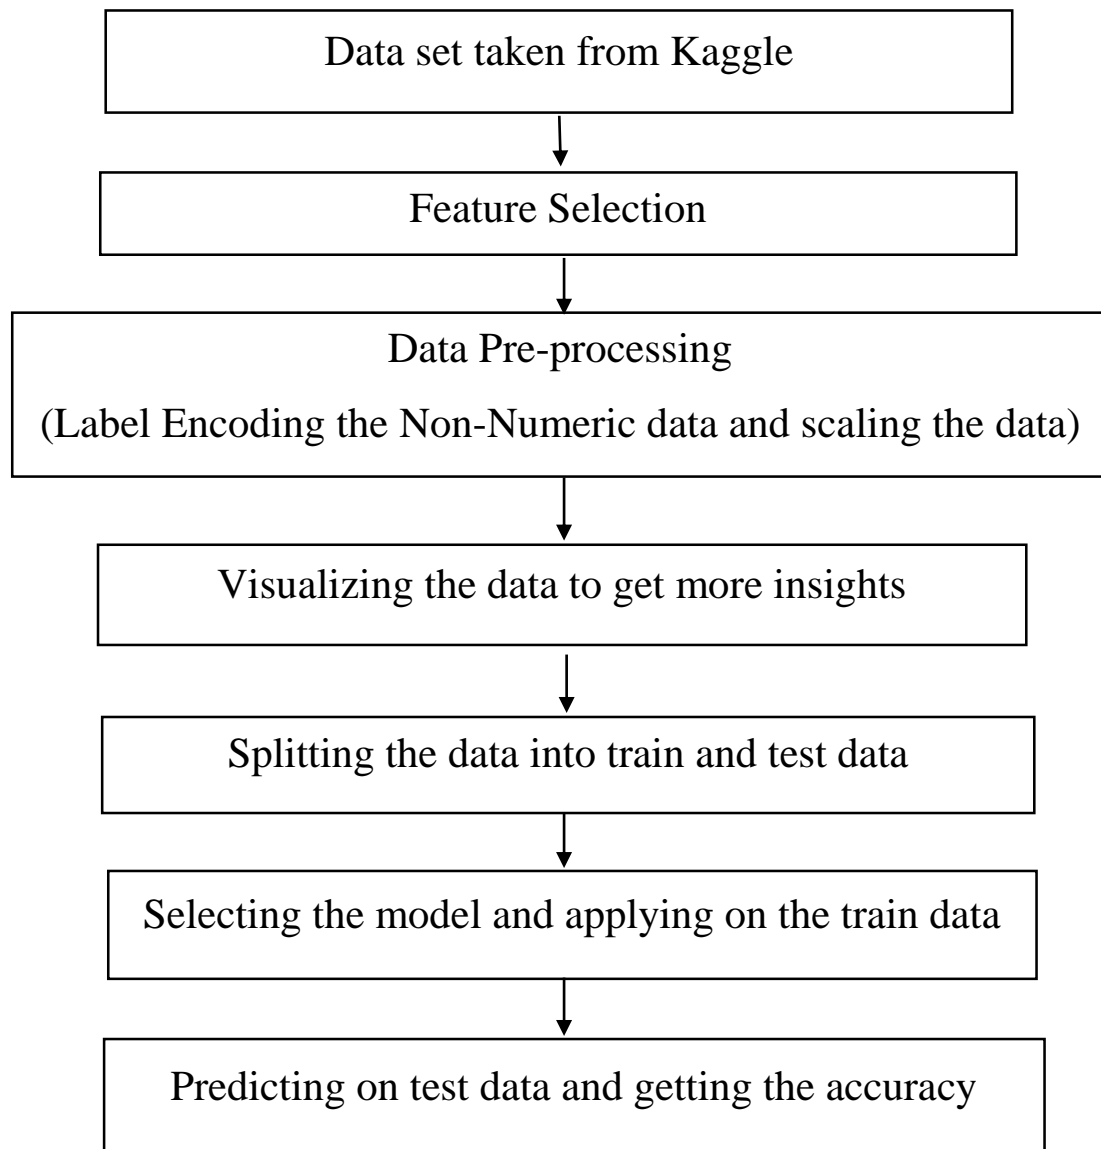 Data set taken from Kaggle
Feature Selection
Data Pre-processing
(Label Encoding the Non-Numeric data and scaling the data)
Visualizing the data to get more insights
Splitting the data into train and test data
Selecting the model and applying on the train data
Predicting on test data and getting the accuracy